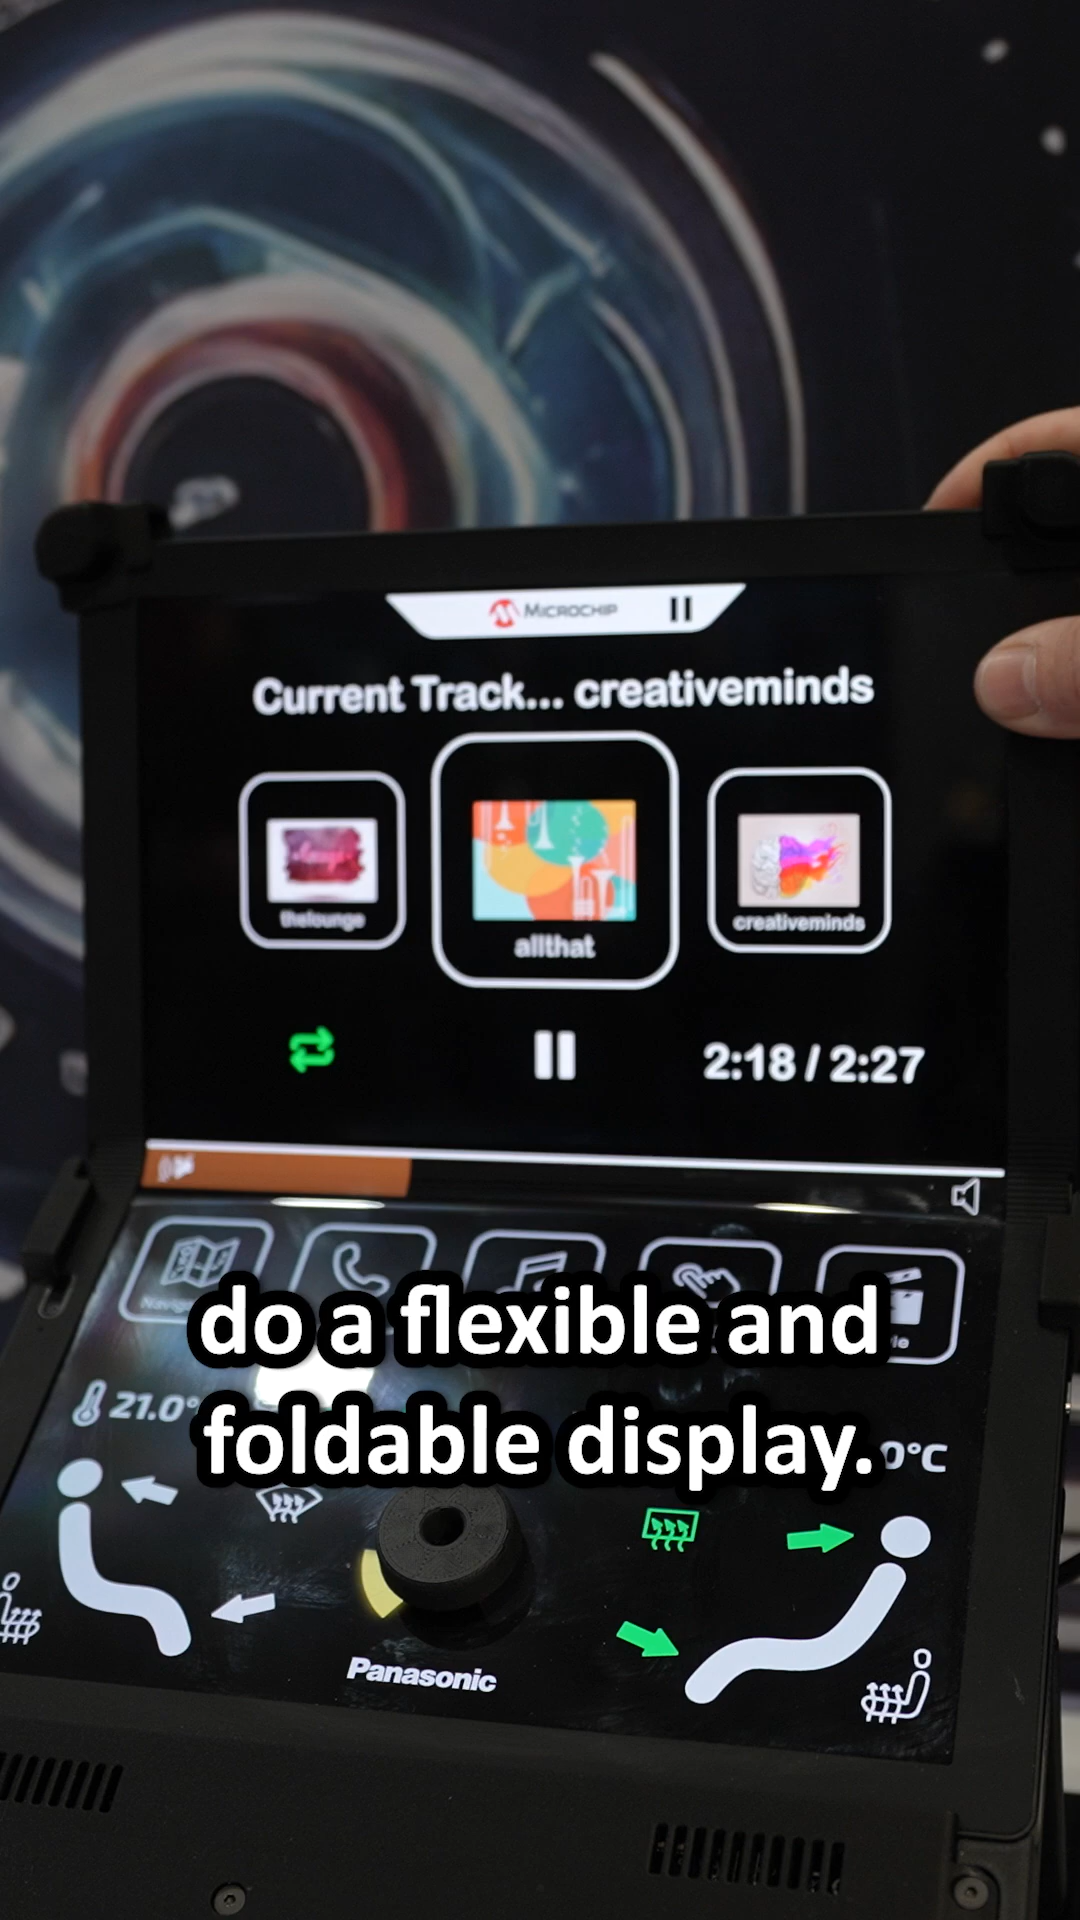 MICROCHIP
Current Track... creativeminds
thelounge
allthat
creativeminds
2:18 / 2:27
do a flexible and
foldable display.
21.0°
0°C
Panasonic